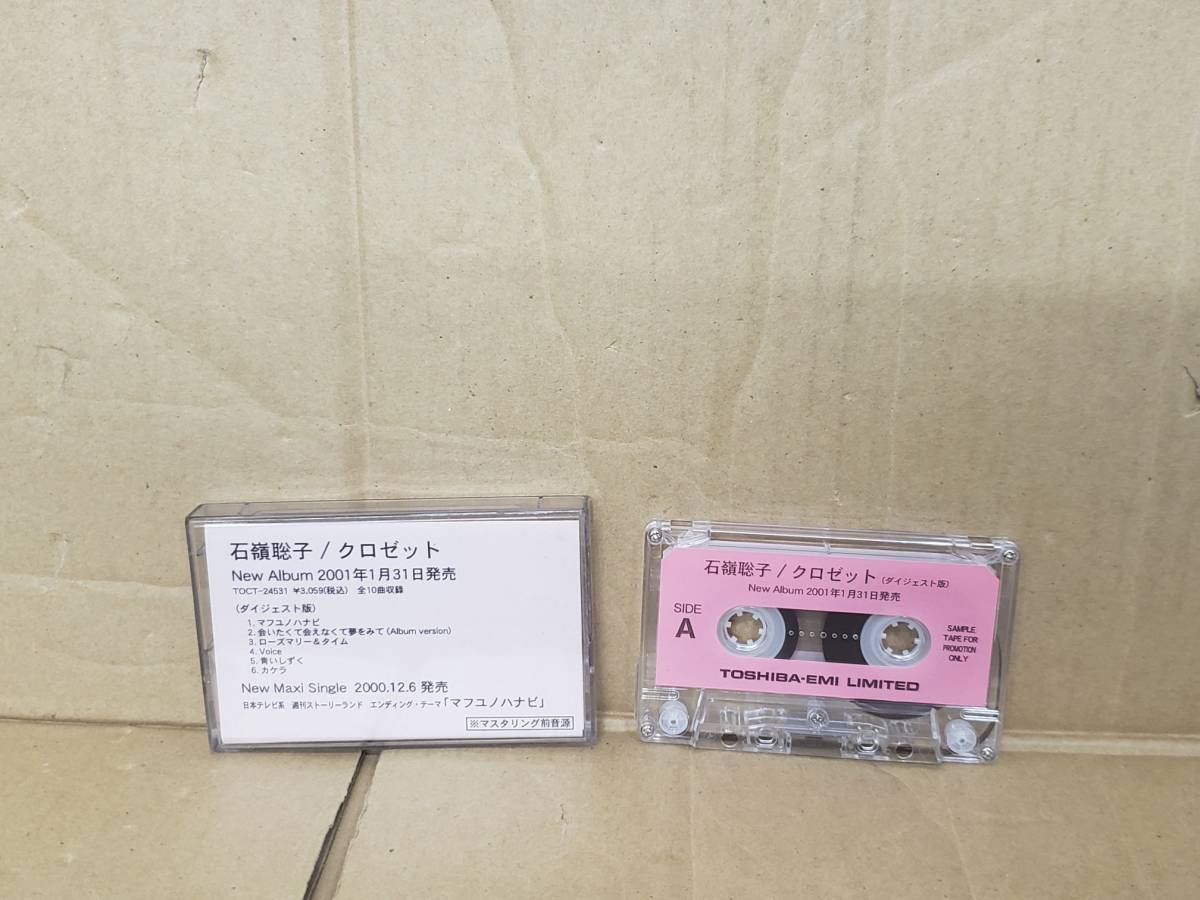 石嶺聡子 / クロゼット
New Album 2001年1月31日発売
TOCT-24531 ¥3,059(税込) 全10曲収録
（ダイジェスト版）
1. マフユノハナビ
2. 会いたくて会えなくて夢をみて (Album version)
3. ローズマリー＆タイム
4. Voice
5. 青いしずく
6. カケラ
New Maxi Single 2000.12.6 発売
日本テレビ系 週刊ストーリーランド エンディング・テーマ「マフユノハナビ」
※マスタリング前音源
石嶺聡子 / クロゼット（ダイジェスト版）
New Album 2001年1月31日発売
SIDE
A
SAMPLE
TAPE FOR
PROMOTION
ONLY
TOSHIBA-EMI LIMITED